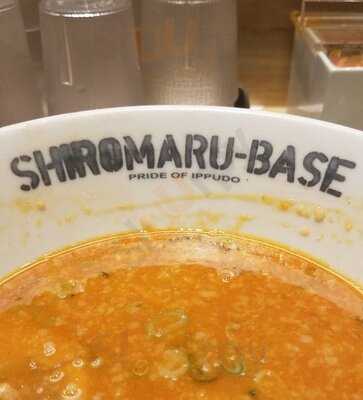 SHIROMARU-BASE
PRIDE OF IPPUDO